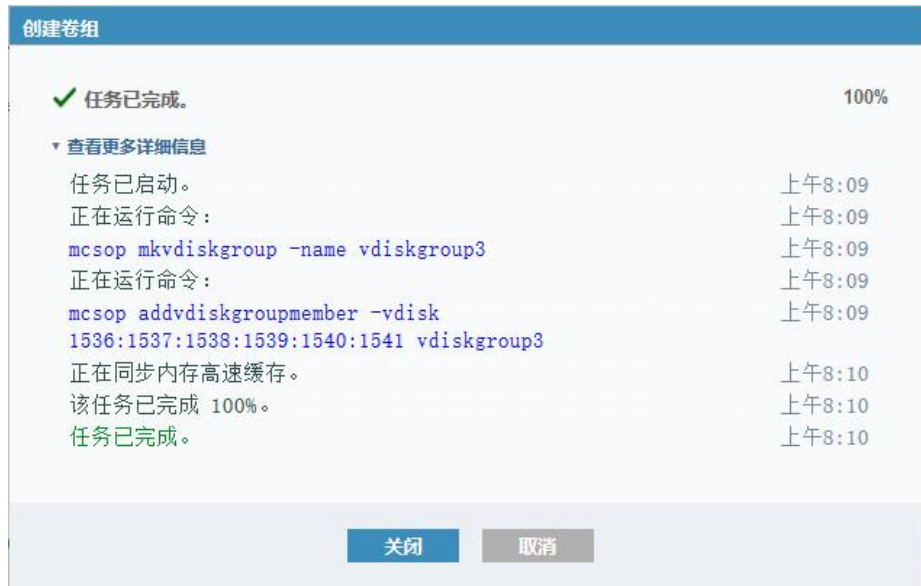 创建卷组
任务已完成。 100%
查看更多详细信息
任务已启动。 上午8:09
正在运行命令: 上午8:09
mcsop mkvdiskgroup -name vdiskgroup3 上午8:09
正在运行命令: 上午8:09
mcsop addvdiskgroupmember -vdisk 上午8:09
1536:1537:1538:1539:1540:1541 vdiskgroup3
正在同步内存高速缓存。 上午8:10
该任务已完成 100%。 上午8:10
任务已完成。 上午8:10
关闭 取消